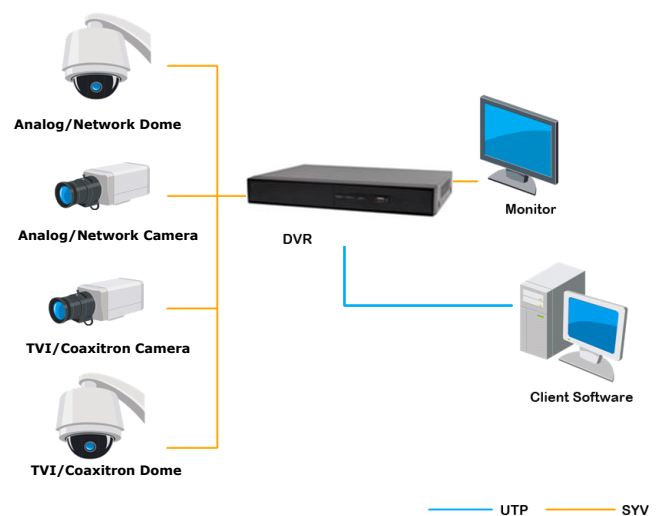 Analog/Network Dome
Analog/Network Camera
DVR
Monitor
TVI/Coaxitron Camera
Client Software
TVI/Coaxitron Dome
UTP
SYV